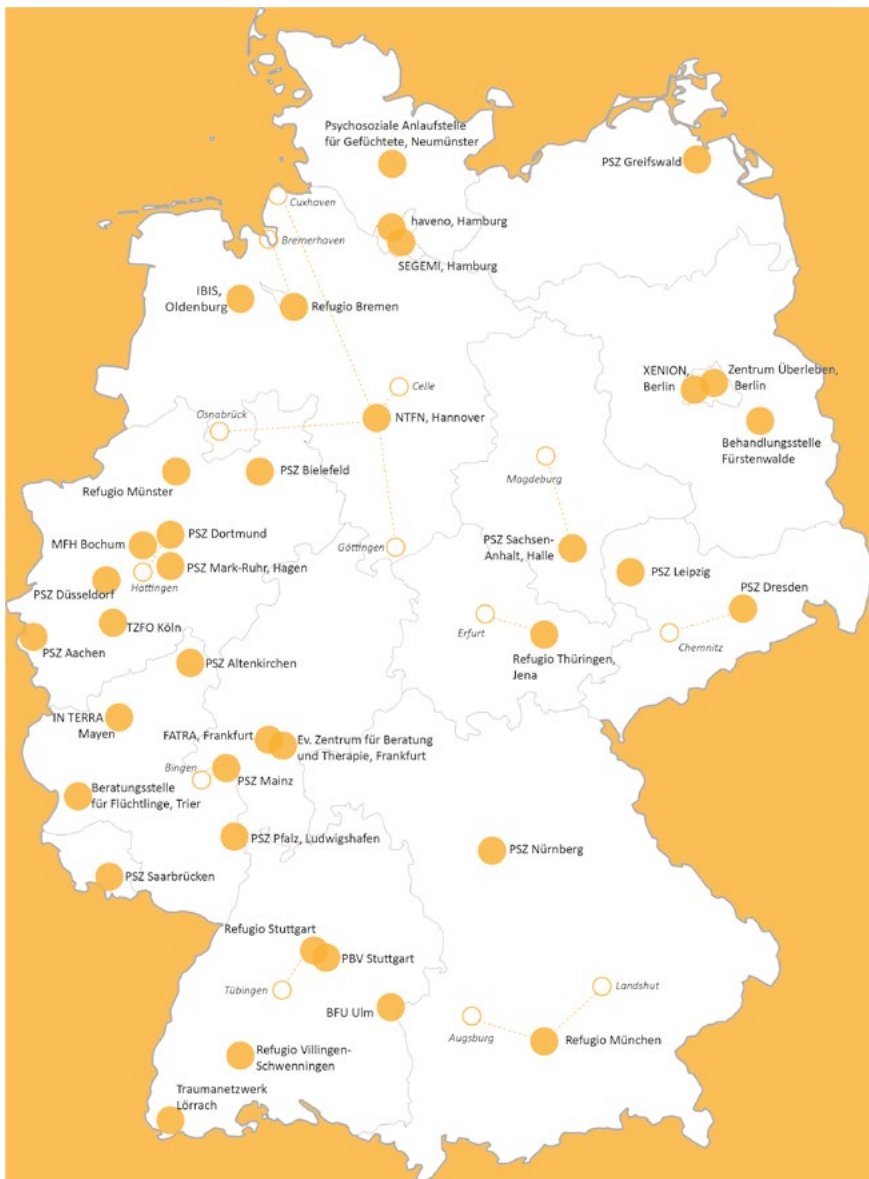 Psychosoziale Anlaufstelle
für Gefüchtete, Neumünster
PSZ Greifswald
Cuxhaven
haveno, Hamburg
Bremerhaven
SEGEMI, Hamburg
IBIS,
Oldenburg
Refugio Bremen
XENION,
Berlin
Zentrum Überleben,
Berlin
Celle
Osnabrück
NTFN, Hannover
Behandlungsstelle
Fürstenwalde
PSZ Bielefeld
Refugio Münster
Magdeburg
PSZ Dortmund
MFH Bochum
Göttingen
PSZ Sachsen-
Anhalt, Halle
PSZ Mark-Ruhr, Hagen
Hattingen
PSZ Düsseldorf
PSZ Leipzig
PSZ Dresden
TZFO Köln
Erfurt
Chemnitz
PSZ Aachen
Refugio Thüringen,
Jena
PSZ Altenkirchen
IN TERRA
Mayen
FATRA, Frankfurt
Ev. Zentrum für Beratung
und Therapie, Frankfurt
Bingen
PSZ Mainz
Beratungsstelle
für Flüchtlinge, Trier
PSZ Pfalz, Ludwigshafen
PSZ Nürnberg
PSZ Saarbrücken
Refugio Stuttgart
PBV Stuttgart
Tübingen
Landshut
BFU Ulm
Augsburg
Refugio München
Refugio Villingen-
Schwenningen
Traumanetzwerk
Lörrach